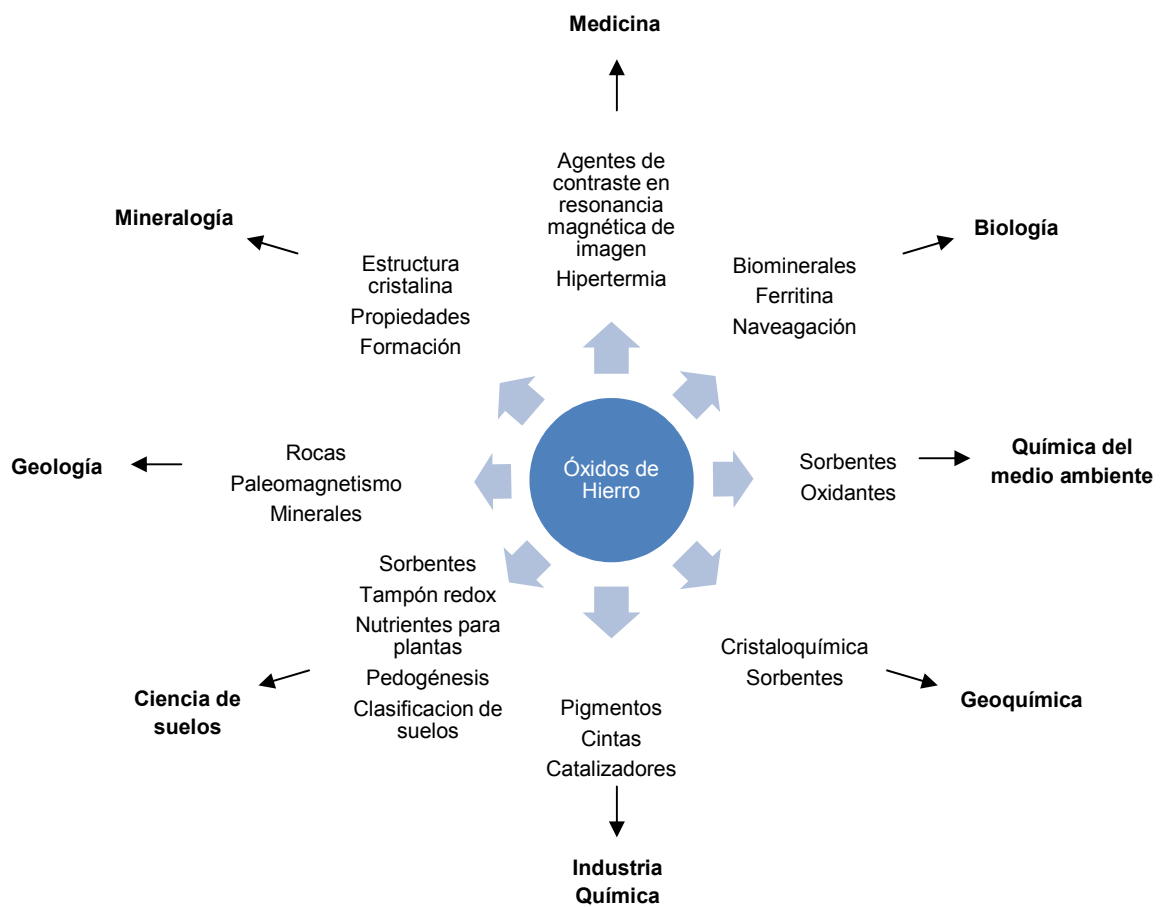 Medicina
Agentes de
contraste en
resonancia
magnética de
imagen
Hipertermia
Mineralogía
Estructura
cristalina
Propiedades
Formación
Biología
Biominerales
Ferritina
Naveagación
Geología
Rocas
Paleomagnetismo
Minerales
Óxidos de
Hierro
Sorbentes
Oxidantes
Química del
medio ambiente
Sorbentes
Tampón redox
Nutrientes para
plantas
Pedogénesis
Clasificacion de
suelos
Ciencia de
suelos
Pigmentos
Cintas
Catalizadores
Industria
Química
Cristaloquímica
Sorbentes
Geoquímica